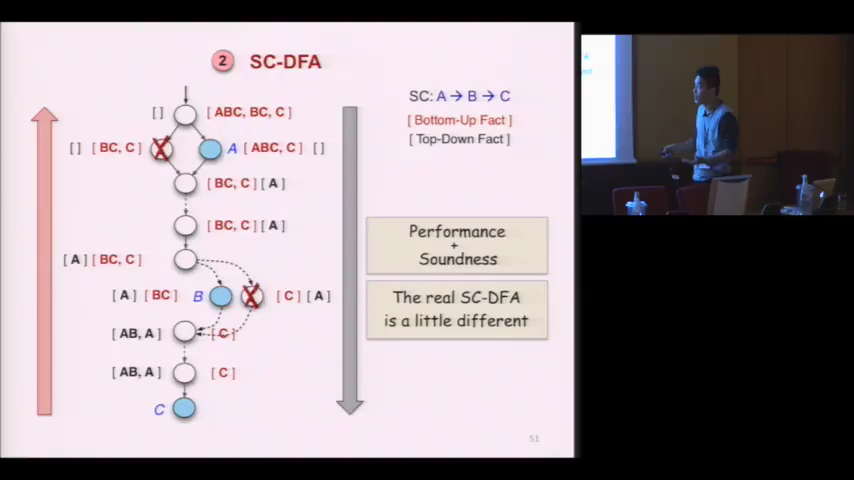 2 SC-DFA
SC: A → B → C
[ Bottom-Up Fact ]
[ Top-Down Fact ]
[ ] [ ABC, BC, C ]
[ ] [ BC, C ] X A [ ABC, C ] [ ]
[ BC, C ] [ A ]
[ BC, C ] [ A ]
[ A ] [ BC, C ]
[ A ] [ BC ] B X [ C ] [ A ]
[ AB, A ] [ C ]
[ AB, A ] [ C ]
C
Performance
+
Soundness
The real SC-DFA
is a little different
51